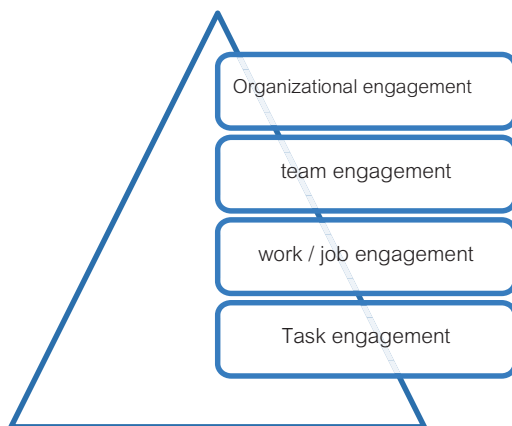 Organizational engagement
team engagement
work / job engagement
Task engagement